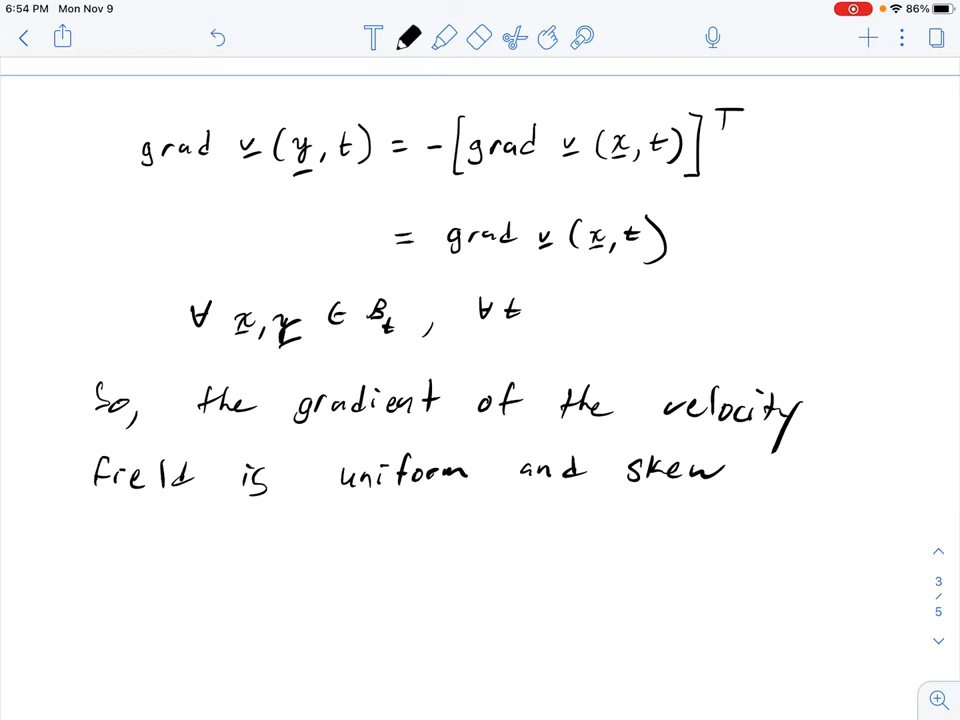 6:54 PM Mon Nov 9 86%
T
grad v(y,t) = -[grad v(x,t)]^T
= grad v(x,t)
∀ x,y ∈ B_t, ∀ t
So, the gradient of the velocity
field is uniform and skew
3
/
5